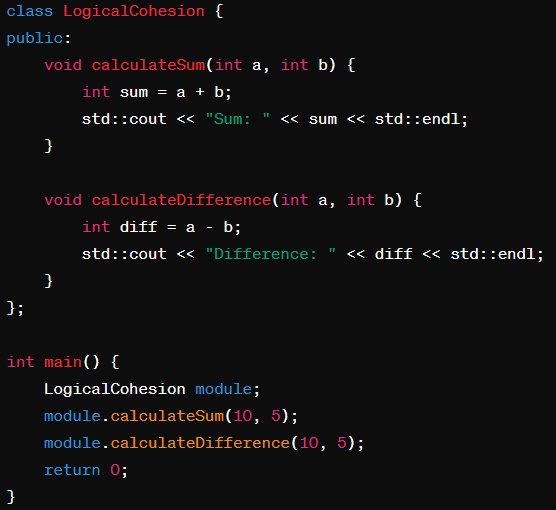 class LogicalCohesion {
public:
    void calculateSum(int a, int b) {
        int sum = a + b;
        std::cout << "Sum: " << sum << std::endl;
    }

    void calculateDifference(int a, int b) {
        int diff = a - b;
        std::cout << "Difference: " << diff << std::endl;
    }
};

int main() {
    LogicalCohesion module;
    module.calculateSum(10, 5);
    module.calculateDifference(10, 5);
    return 0;
}